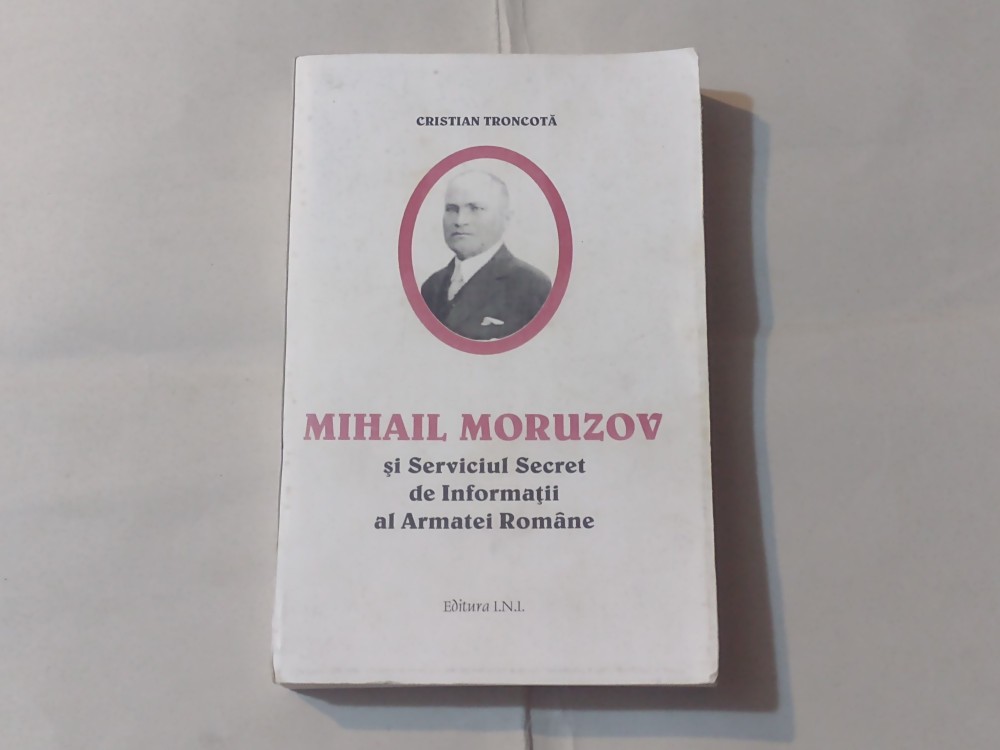 CRISTIAN TRONCOTĂ
MIHAIL MORUZOV
şi Serviciul Secret
de Informaţii
al Armatei Române
Editura I.N.I.